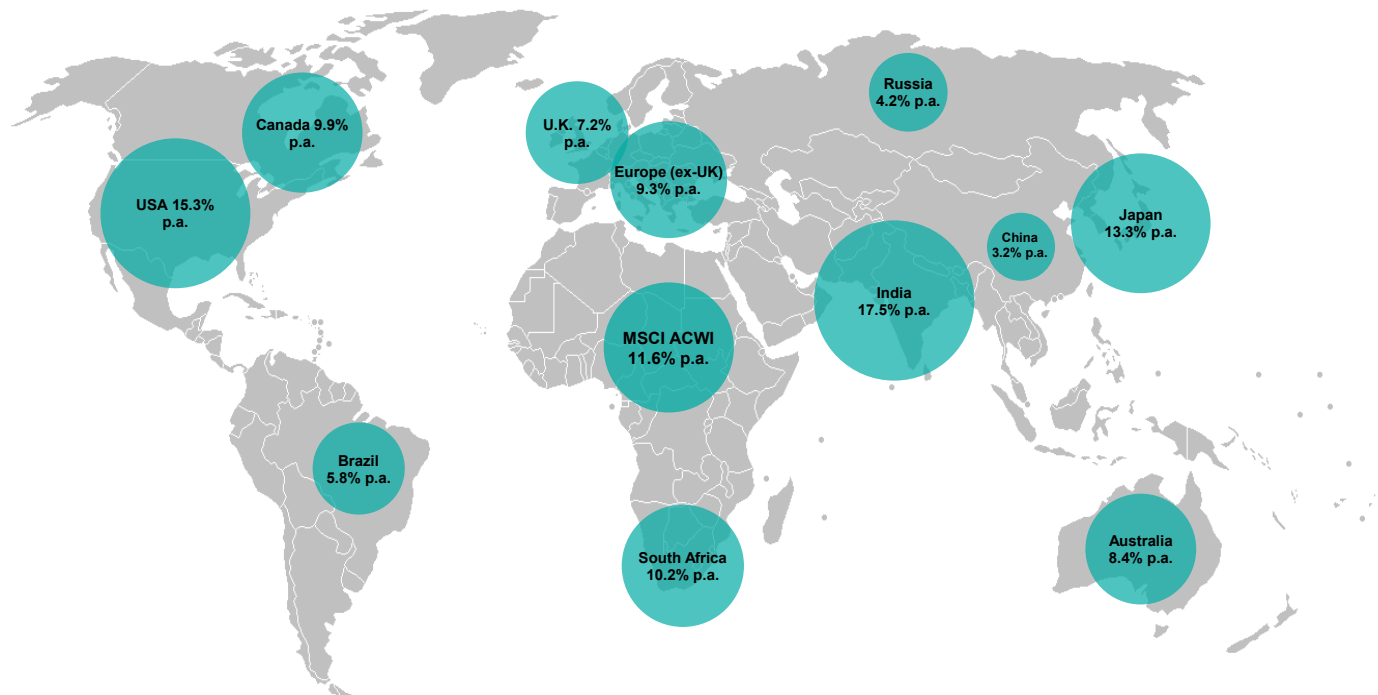 Russia
4.2% p.a.
Canada 9.9%
p.a.
U.K. 7.2%
p.a.
Europe (ex-UK)
9.3% p.a.
USA 15.3%
p.a.
Japan
13.3% p.a.
China
3.2% p.a.
India
17.5% p.a.
MSCI ACWI
11.6% p.a.
Brazil
5.8% p.a.
South Africa
10.2% p.a.
Australia
8.4% p.a.